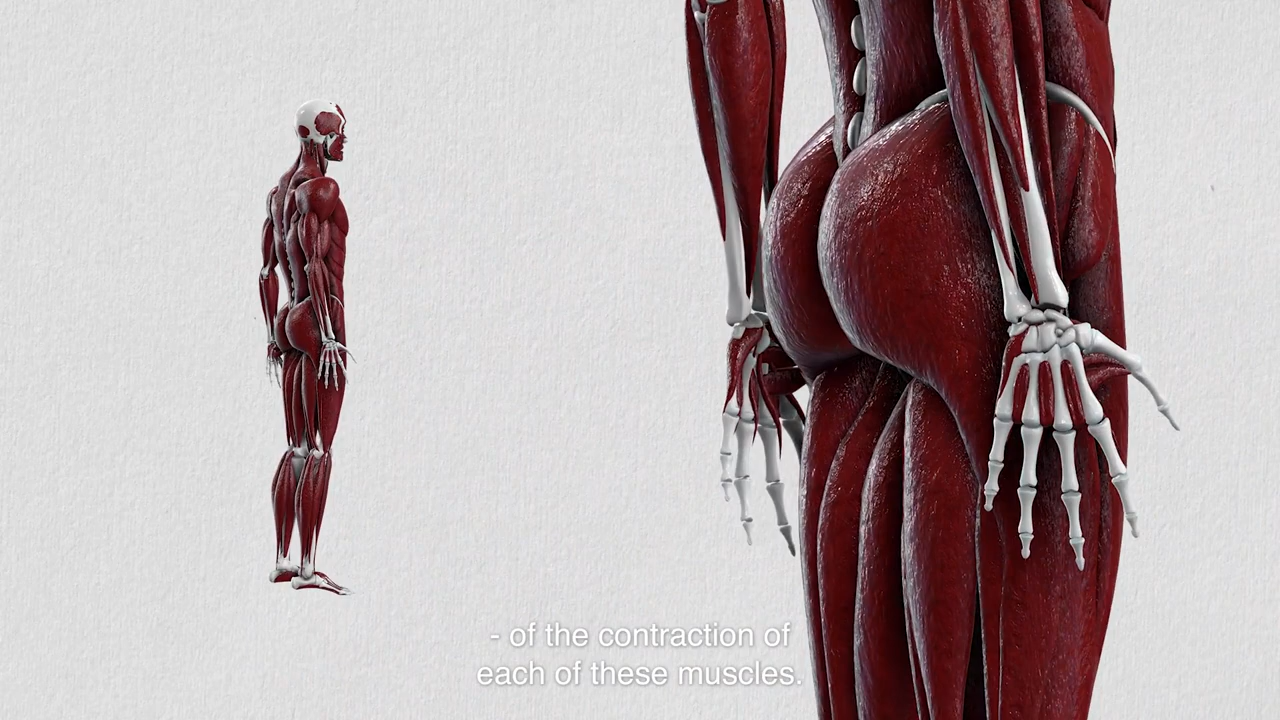 - of the contraction of
each of these muscles.